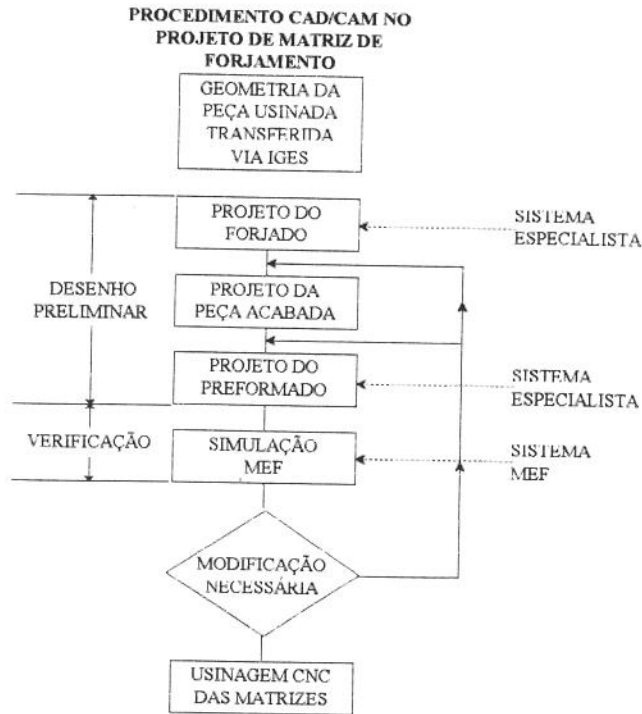 PROCEDIMENTO CAD/CAM NO
PROJETO DE MATRIZ DE
FORJAMENTO
GEOMETRIA DA
PEÇA USINADA
TRANSFERIDA
VIA IGES
PROJETO DO
FORJADO
SISTEMA
ESPECIALISTA
DESENHO
PRELIMINAR
PROJETO DA
PEÇA ACABADA
PROJETO DO
PREFORMADO
SISTEMA
ESPECIALISTA
VERIFICAÇÃO
SIMULAÇÃO
MEF
SISTEMA
MEF
MODIFICAÇÃO
NECESSÁRIA
USINAGEM CNC
DAS MATRIZES